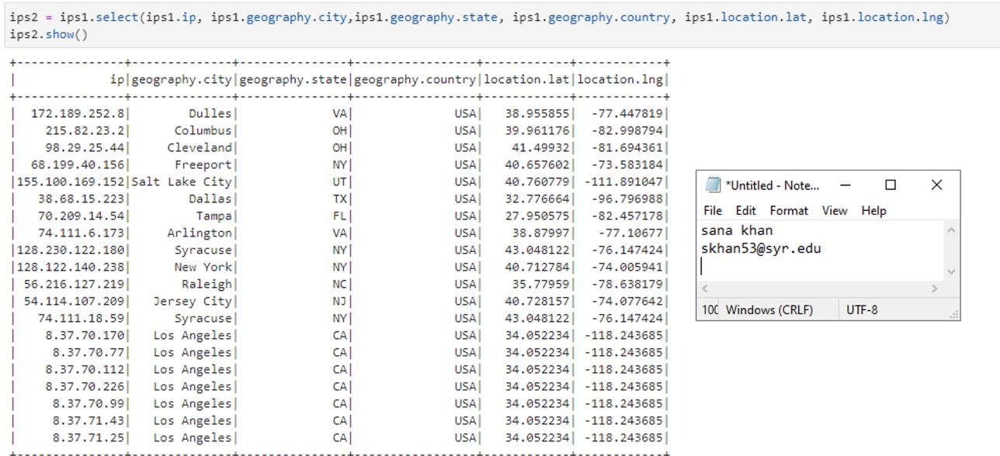 ips2 = ips1.select(ips1.ip, ips1.geography.city,ips1.geography.state, ips1.geography.country, ips1.location.lat, ips1.location.lng)
ips2.show()
+---------------+--------------+---------------+-----------------+------------+------------+
|             ip|geography.city|geography.state|geography.country|location.lat|location.lng|
+---------------+--------------+---------------+-----------------+------------+------------+
|  172.189.252.8|        Dulles|             VA|              USA|   38.955855|  -77.447819|
|    215.82.23.2|      Columbus|             OH|              USA|   39.961176|  -82.998794|
|    98.29.25.44|     Cleveland|             OH|              USA|    41.49932|  -81.694361|
|  68.199.40.156|      Freeport|             NY|              USA|   40.657602|  -73.583184|
|155.100.169.152|Salt Lake City|             UT|              USA|   40.760779| -111.891047|
|   38.68.15.223|        Dallas|             TX|              USA|   32.776664|  -96.796988|
|   70.209.14.54|         Tampa|             FL|              USA|   27.950575|  -82.457178|
|   74.111.6.173|     Arlington|             VA|              USA|    38.87997|   -77.10677|
|128.230.122.180|      Syracuse|             NY|              USA|   43.048122|  -76.147424|
|128.122.140.238|      New York|             NY|              USA|   40.712784|  -74.005941|
| 56.216.127.219|       Raleigh|             NC|              USA|    35.77959|  -78.638179|
| 54.114.107.209|   Jersey City|             NJ|              USA|   40.728157|  -74.077642|
|   74.111.18.59|      Syracuse|             NY|              USA|   43.048122|  -76.147424|
|    8.37.70.170|   Los Angeles|             CA|              USA|   34.052234| -118.243685|
|     8.37.70.77|   Los Angeles|             CA|              USA|   34.052234| -118.243685|
|    8.37.70.112|   Los Angeles|             CA|              USA|   34.052234| -118.243685|
|    8.37.70.226|   Los Angeles|             CA|              USA|   34.052234| -118.243685|
|     8.37.70.99|   Los Angeles|             CA|              USA|   34.052234| -118.243685|
|     8.37.71.43|   Los Angeles|             CA|              USA|   34.052234| -118.243685|
|     8.37.71.25|   Los Angeles|             CA|              USA|   34.052234| -118.243685|
+---------------+--------------+---------------+-----------------+------------+------------+
*Untitled - Note...
File Edit Format View Help
sana khan
skhan53@syr.edu
Windows (CRLF) UTF-8